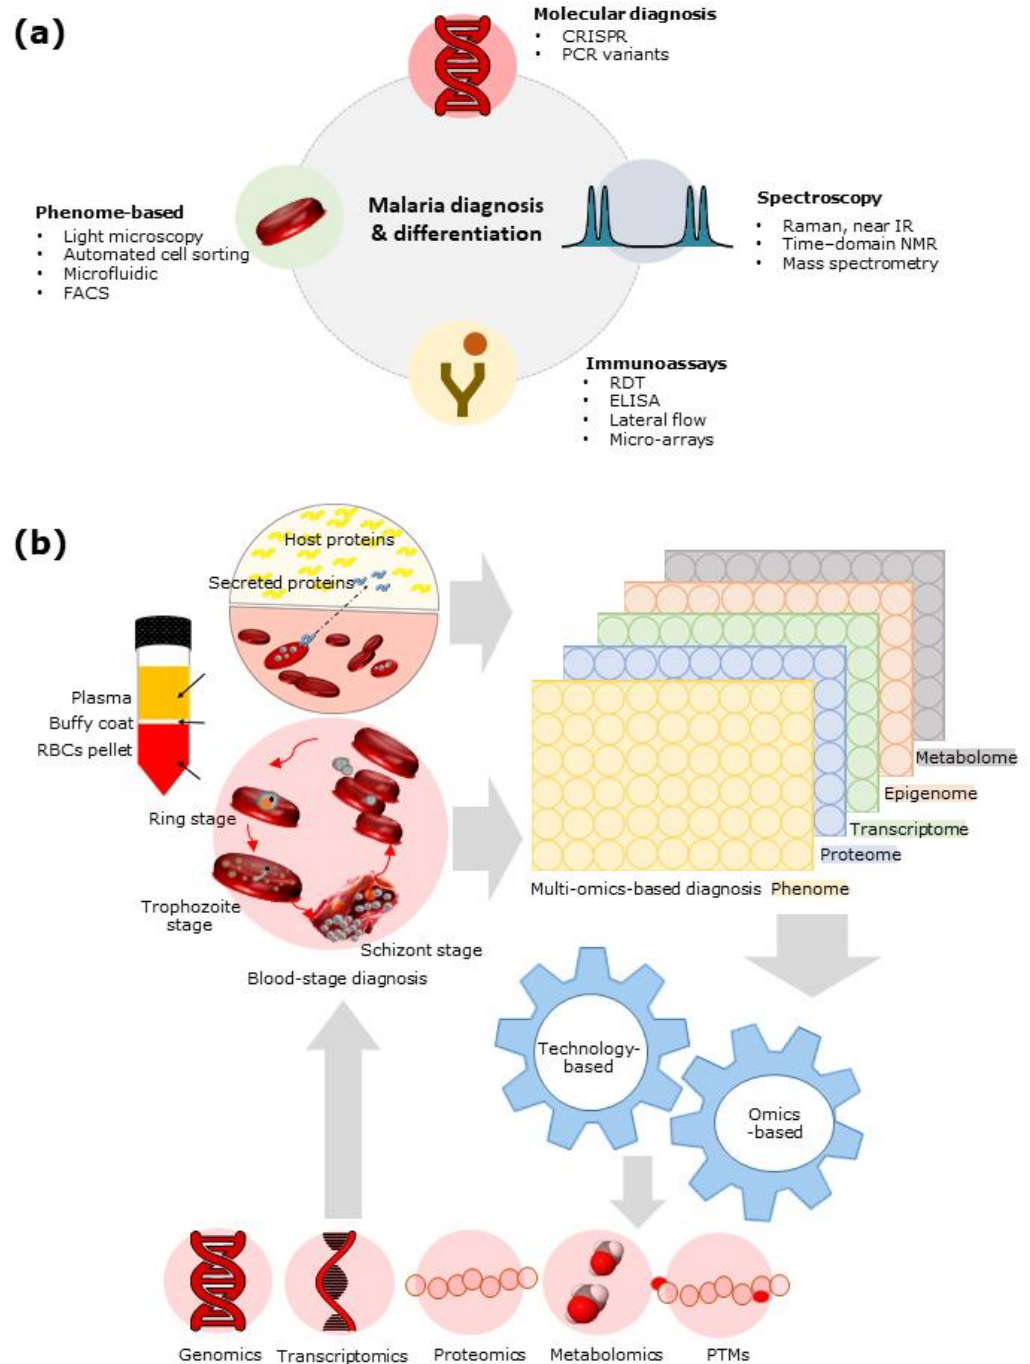 (a)
Molecular diagnosis
• CRISPR
• PCR variants
Malaria diagnosis
& differentiation
Phenome-based
• Light microscopy
• Automated cell sorting
• Microfluidic
• FACS
Spectroscopy
• Raman, near IR
• Time–domain NMR
• Mass spectrometry
Immunoassays
• RDT
• ELISA
• Lateral flow
• Micro-arrays
(b)
Host proteins
Secreted proteins
Plasma
Buffy coat
RBCs pellet
Ring stage
Trophozoite
stage
Schizont stage
Blood-stage diagnosis
Metabolome
Epigenome
Transcriptome
Proteome
Multi-omics-based diagnosis Phenome
Technology-
based
Omics
-based
Genomics
Transcriptomics
Proteomics
Metabolomics
PTMs